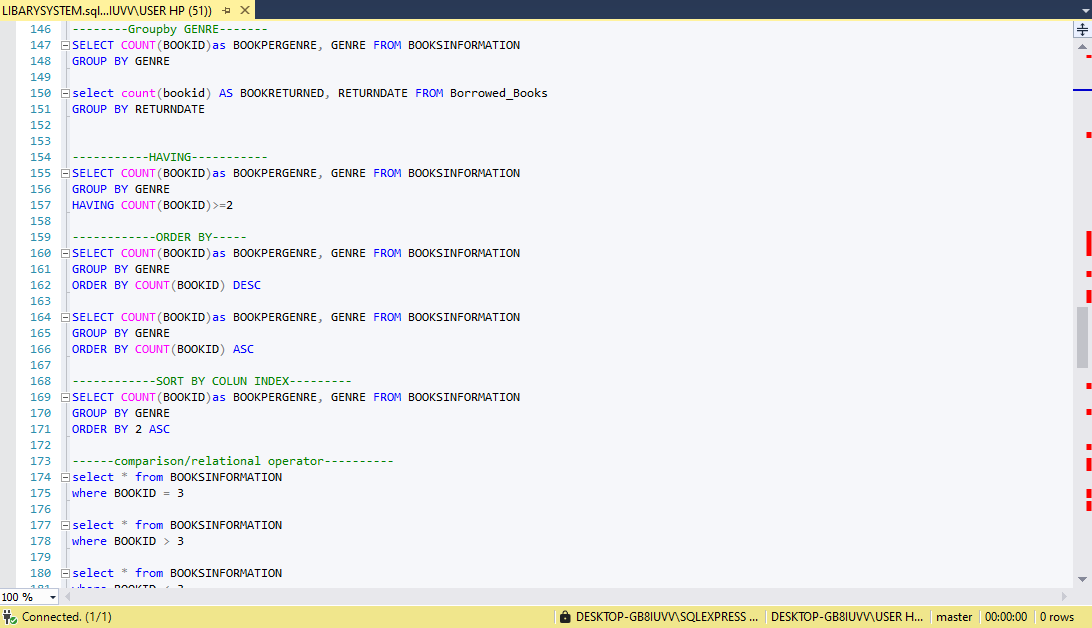 LIBARYSYSTEM.sql...IUVV\USER HP (51))
146 --------Groupby GENRE-------
147 SELECT COUNT(BOOKID)as BOOKPERGENRE, GENRE FROM BOOKSINFORMATION
148 GROUP BY GENRE
149
150 select count(bookid) AS BOOKRETURNED, RETURNDATE FROM Borrowed_Books
151 GROUP BY RETURNDATE
152
153
154 -----------HAVING-----------
155 SELECT COUNT(BOOKID)as BOOKPERGENRE, GENRE FROM BOOKSINFORMATION
156 GROUP BY GENRE
157 HAVING COUNT(BOOKID)>=2
158
159 ------------ORDER BY-----
160 SELECT COUNT(BOOKID)as BOOKPERGENRE, GENRE FROM BOOKSINFORMATION
161 GROUP BY GENRE
162 ORDER BY COUNT(BOOKID) DESC
163
164 SELECT COUNT(BOOKID)as BOOKPERGENRE, GENRE FROM BOOKSINFORMATION
165 GROUP BY GENRE
166 ORDER BY COUNT(BOOKID) ASC
167
168 ------------SORT BY COLUN INDEX---------
169 SELECT COUNT(BOOKID)as BOOKPERGENRE, GENRE FROM BOOKSINFORMATION
170 GROUP BY GENRE
171 ORDER BY 2 ASC
172
173 ------comparison/relational operator----------
174 select * from BOOKSINFORMATION
175 where BOOKID = 3
176
177 select * from BOOKSINFORMATION
178 where BOOKID > 3
179
180 select * from BOOKSINFORMATION
181 where BOOKID < 3
100 %
Connected. (1/1) DESKTOP-GB8IUVV\SQLEXPRESS ... DESKTOP-GB8IUVV\USER H... master 00:00:00 0 rows